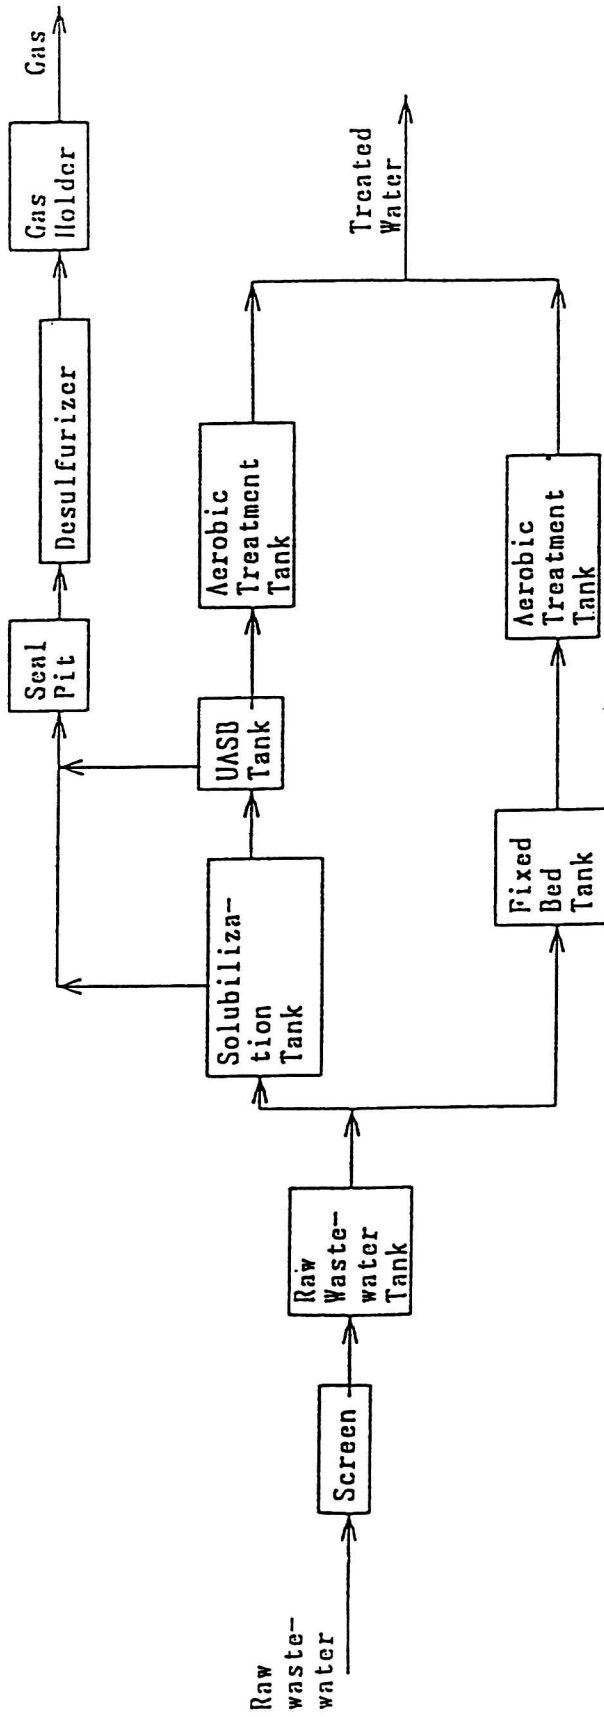 Raw
waste-
water
Screen
Raw
Waste-
water
Tank
Solubiliza-
tion
Tank
UASB
Tank
Aerobic
Treatment
Tank
Fixed
Bed
Tank
Aerobic
Treatment
Tank
Treated
Water
Seal
Pit
Desulfurizer
Gas
Holder
Gas